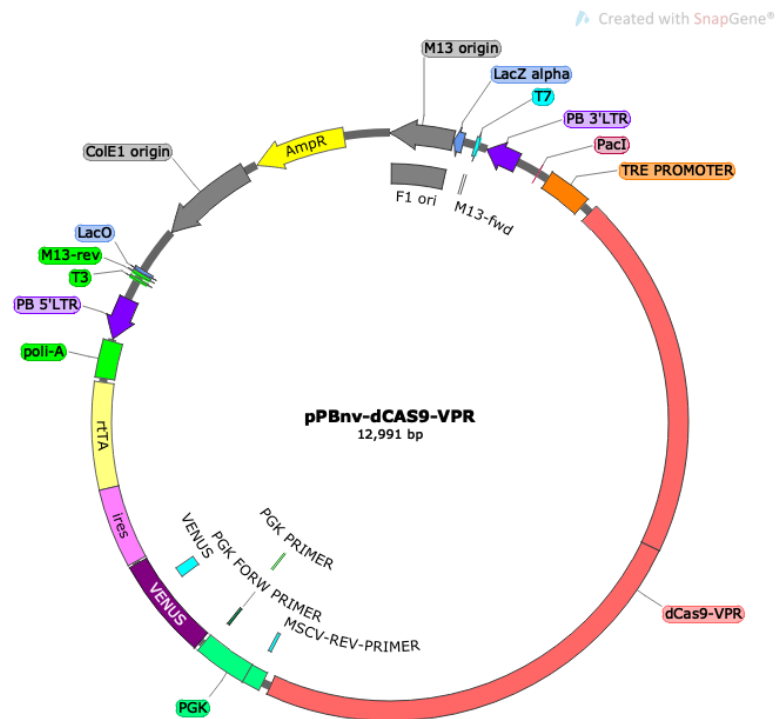 Created with SnapGene®
M13 origin
LacZ alpha
T7
PB 3'LTR
PacI
TRE PROMOTER
AmpR
ColE1 origin
F1 ori
M13-fwd
LacO
M13-rev
T3
PB 5'LTR
poli-A
rtTA
ires
pPBnv-dCAS9-VPR
12,991 bp
VENUS
PGK FORW PRIMER
PGK PRIMER
MSCV-REV-PRIMER
VENUS
PGK
dCas9-VPR